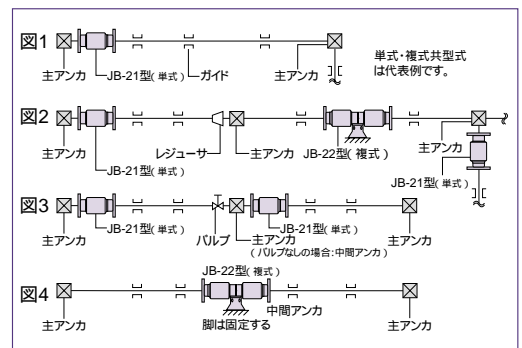 図1
主アンカ
JB-21型(単式)
ガイド
主アンカ
単式・複式共型式
は代表例です。
図2
主アンカ
JB-21型(単式)
レジューサ
主アンカ
JB-22型(複式)
主アンカ
JB-21型(単式)
図3
主アンカ
JB-21型(単式)
バルブ
主アンカ
(バルブなしの場合:中間アンカ)
JB-21型(単式)
主アンカ
図4
JB-22型(複式)
主アンカ
中間アンカ
脚は固定する
主アンカ